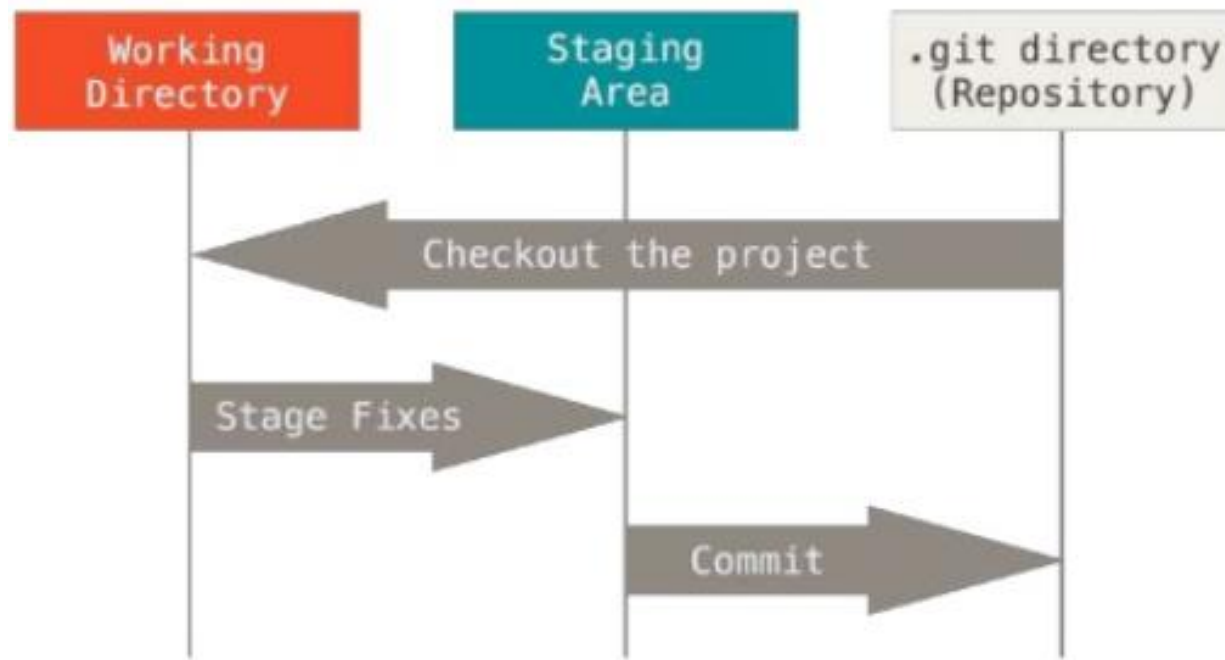 Working
Directory
Staging
Area
.git directory
(Repository)
Checkout the project
Stage Fixes
Commit